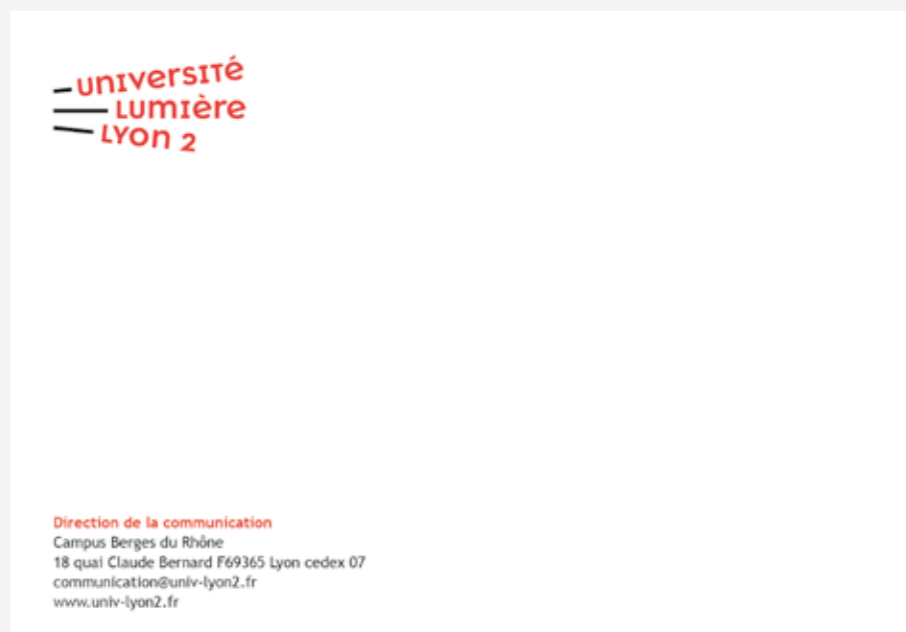 université
Lumière
Lyon 2
Direction de la communication
Campus Berges du Rhône
18 quai Claude Bernard F69365 Lyon cedex 07
communication@univ-lyon2.fr
www.univ-lyon2.fr